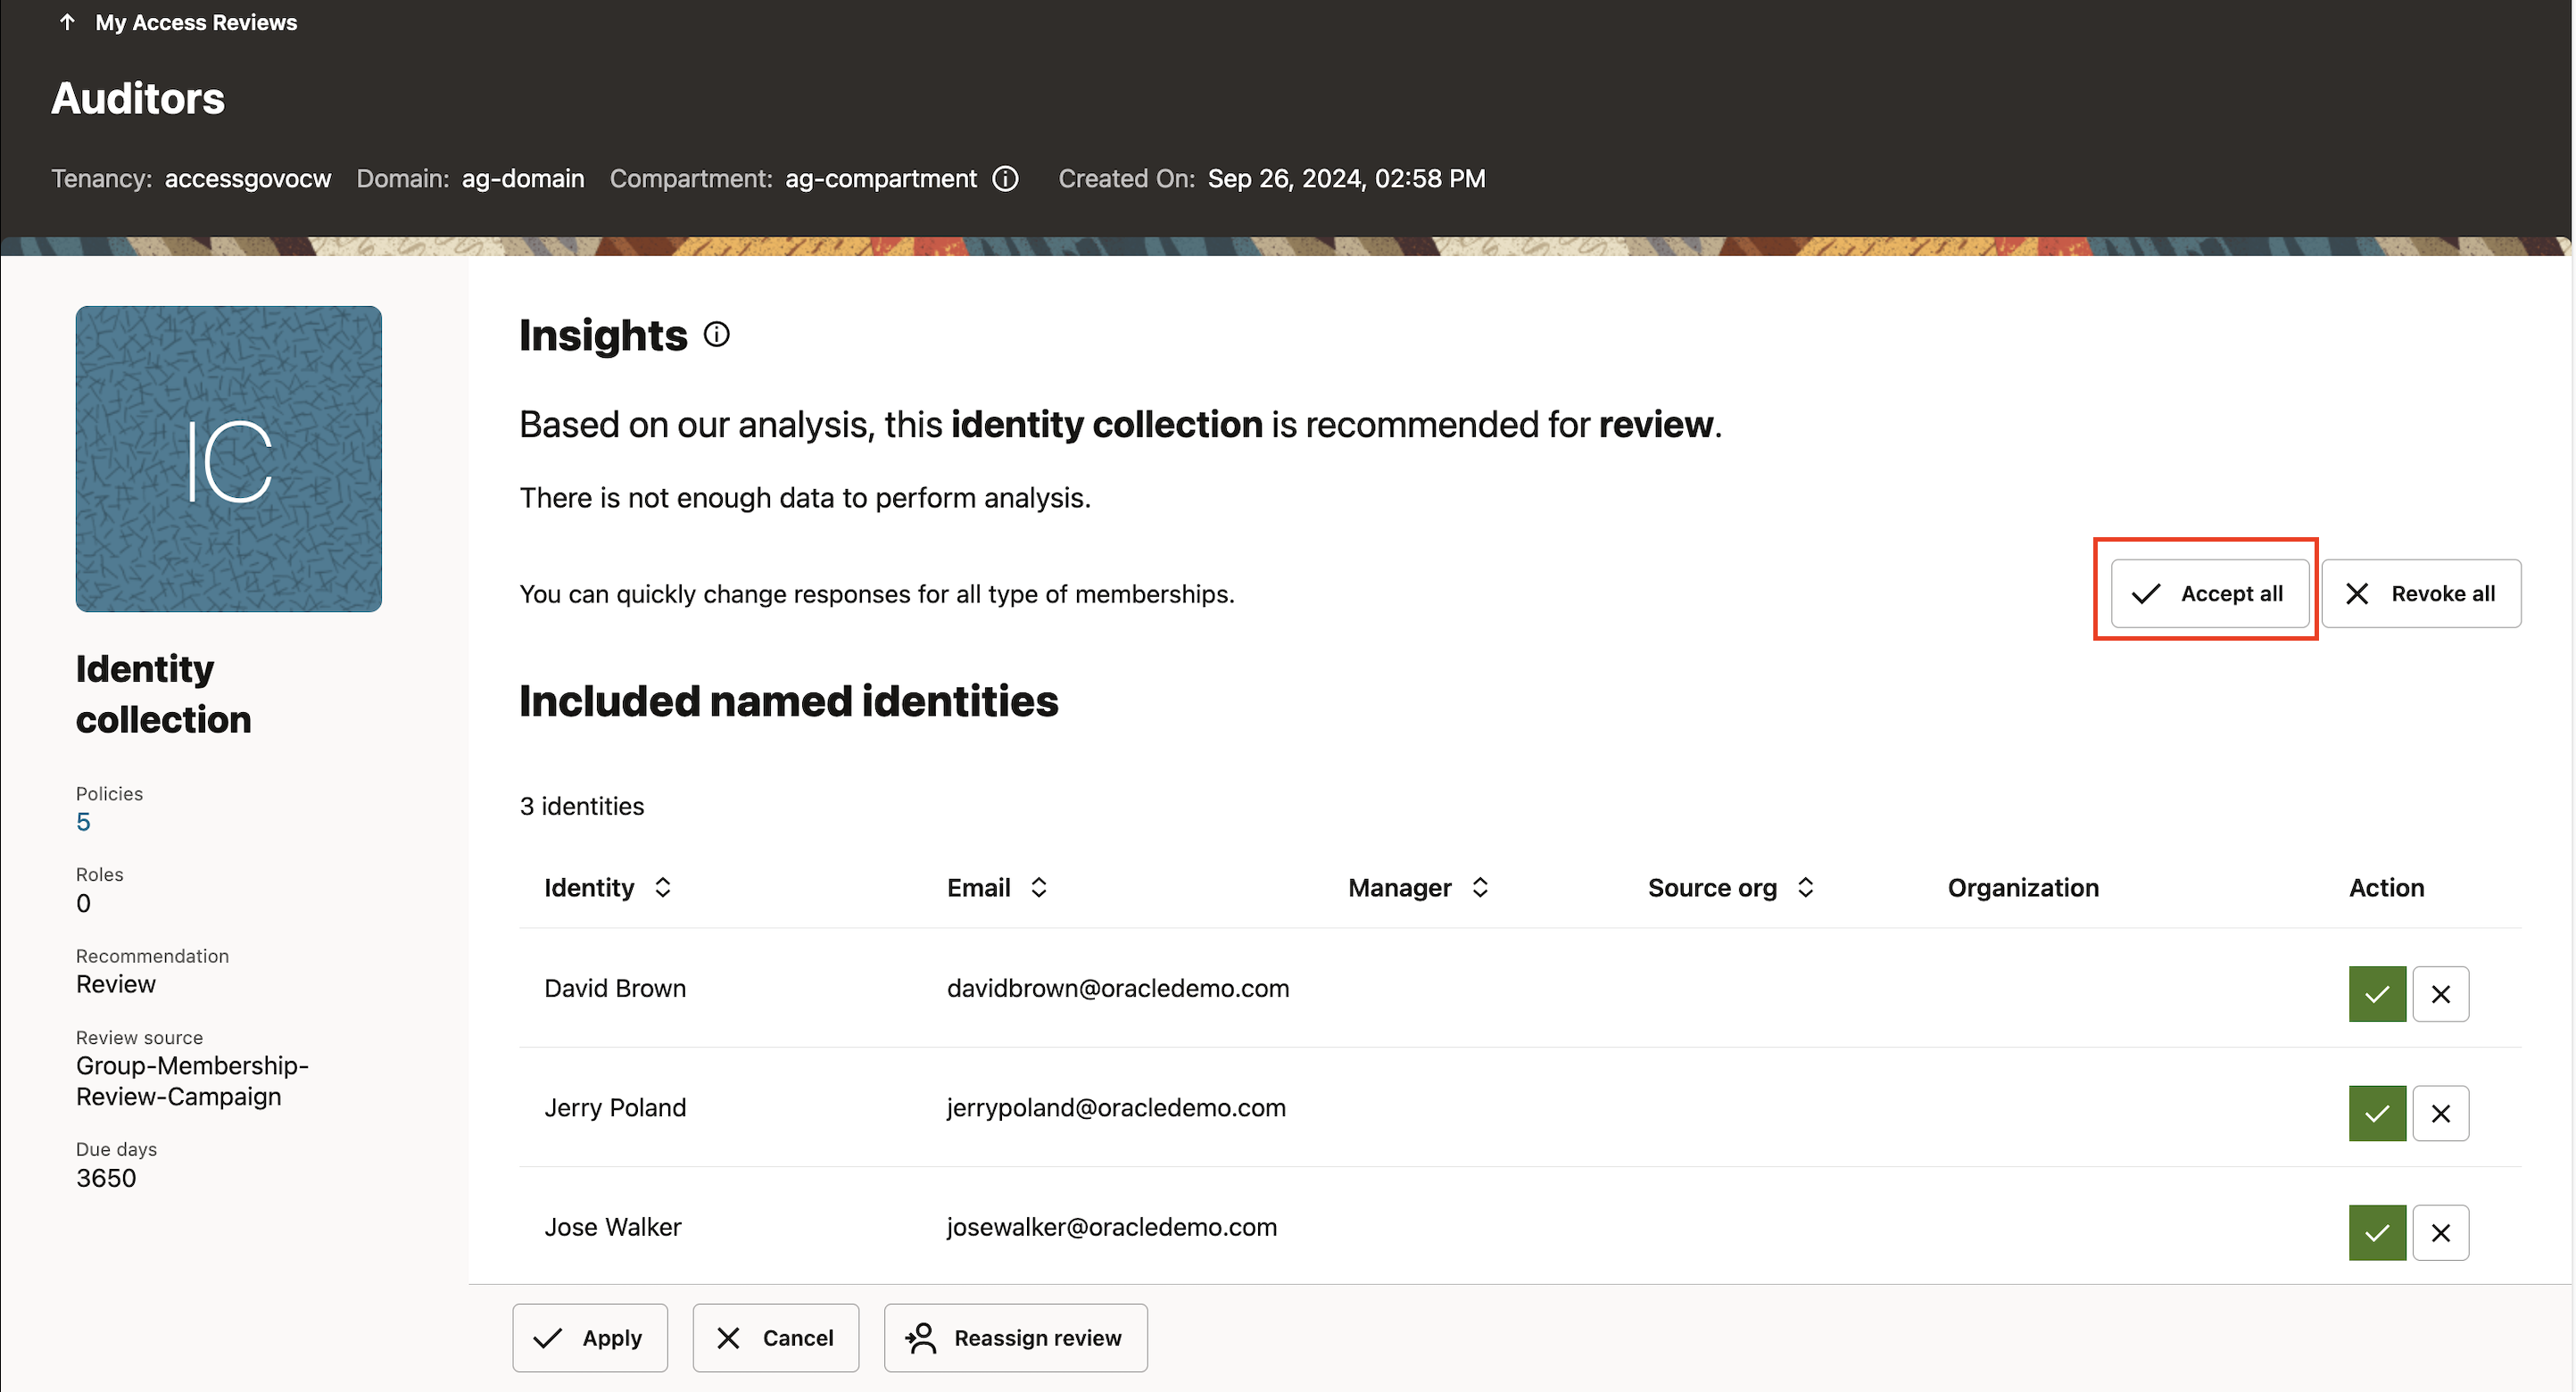 My Access Reviews
Auditors
Tenancy: accessgovocw Domain: ag-domain Compartment: ag-compartment Created On: Sep 26, 2024, 02:58 PM
IC
Identity
collection
Policies
5
Roles
0
Recommendation
Review
Review source
Group-Membership-
Review-Campaign
Due days
3650
Insights
Based on our analysis, this identity collection is recommended for review.
There is not enough data to perform analysis.
You can quickly change responses for all type of memberships.
Accept all Revoke all
Included named identities
3 identities
Identity Email Manager Source org Organization Action
David Brown davidbrown@oracledemo.com
Jerry Poland jerrypoland@oracledemo.com
Jose Walker josewalker@oracledemo.com
Apply Cancel Reassign review